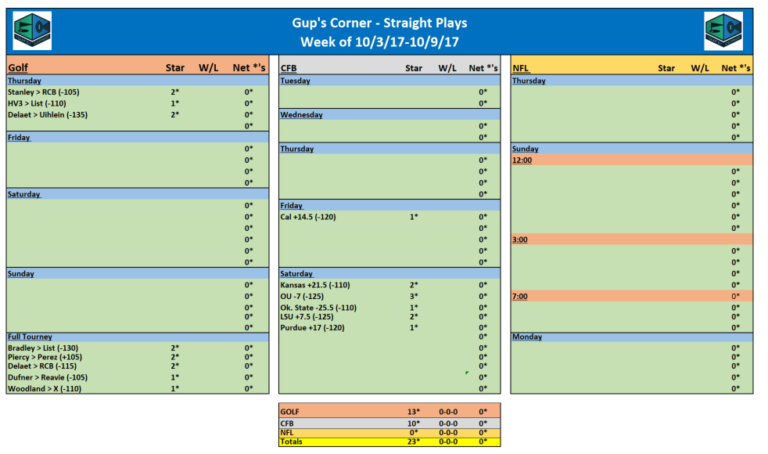 Gup's Corner - Straight Plays
Week of 10/3/17-10/9/17
Golf Star W/L Net *'s
Thursday
Stanley > RCB (-105) 2* 0*
HV3 > List (-110) 1* 0*
Delaet > Uihlein (-135) 2* 0*
0*
Friday
0*
0*
0*
0*
Saturday
0*
0*
0*
0*
0*
0*
Sunday
0*
0*
0*
0*
0*
Full Tourney
Bradley > List (-130) 2* 0*
Piercy > Perez (+105) 2* 0*
Delaet > RCB (-115) 2* 0*
Dufner > Reavie (-105) 1* 0*
Woodland > X (-110) 1* 0*
CFB Star W/L Net *'s
Tuesday
0*
0*
Wednesday
0*
0*
Thursday
0*
0*
0*
0*
Friday
Cal +14.5 (-120) 1* 0*
0*
0*
0*
Saturday
Kansas +21.5 (-110) 2* 0*
OU -7 (-125) 3* 0*
Ok. State -25.5 (-110) 1* 0*
LSU +7.5 (-125) 2* 0*
Purdue +17 (-120) 1* 0*
0*
0*
0*
0*
0*
0*
NFL Star W/L Net *'s
Thursday
0*
0*
0*
0*
0*
Sunday
12:00
0*
0*
0*
0*
0*
0*
3:00
0*
0*
0*
0*
7:00 0*
0*
0*
0*
Monday
0*
0*
0*
0*
GOLF 13* 0-0-0 0*
CFB 10* 0-0-0 0*
NFL 0* 0-0-0 0*
Totals 23* 0-0-0 0*